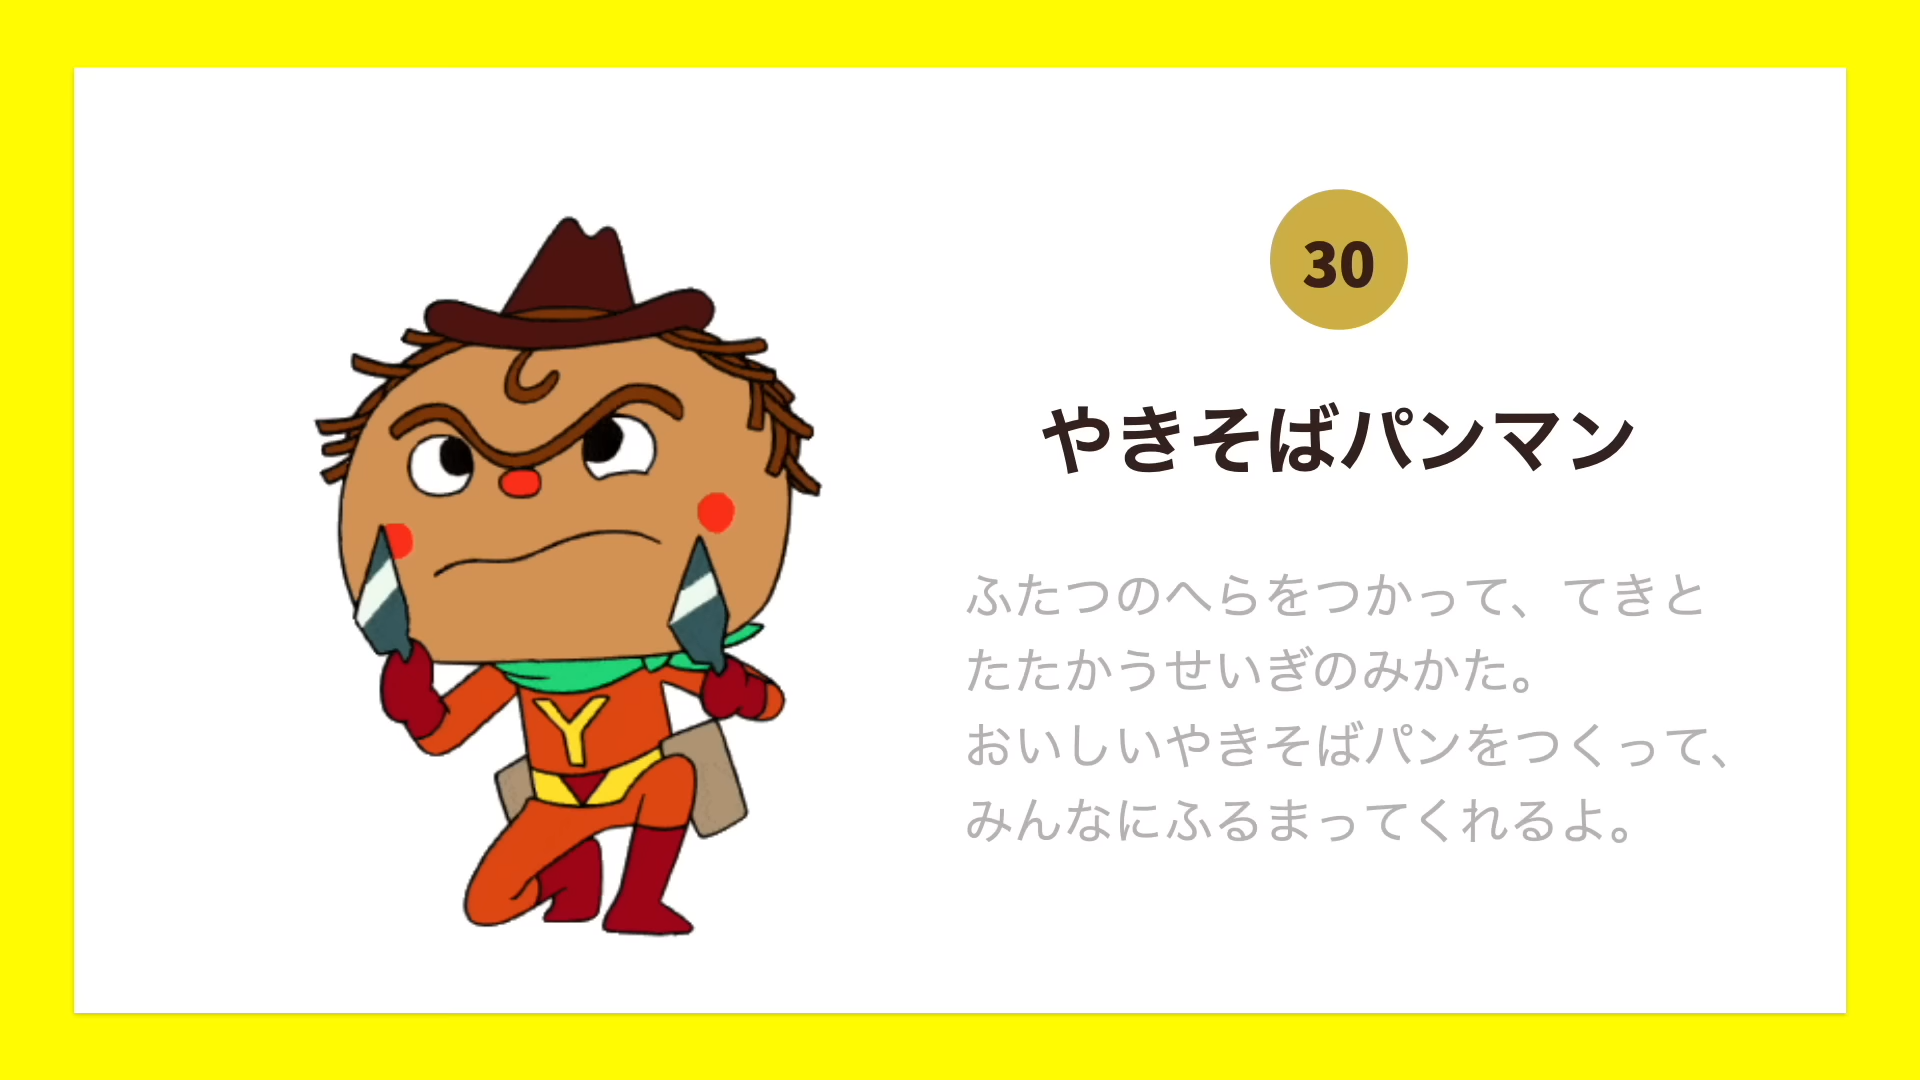 30
やきそばパンマン
ふたつのへらをつかって、てきと
たたかうせいぎのみかた。
おいしいやきそばパンをつくって、
みんなにふるまってくれるよ。
Y